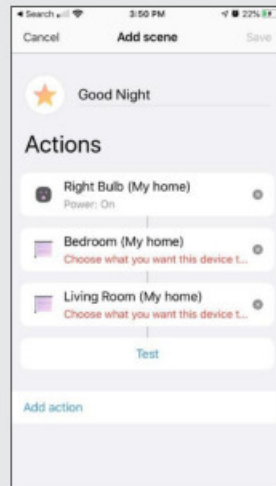 Search
3:50 PM
22%
Cancel
Add scene
Save
Good Night
Actions
Right Bulb (My home)
Power: On
Bedroom (My home)
Choose what you want this device t...
Living Room (My home)
Choose what you want this device t...
Test
Add action